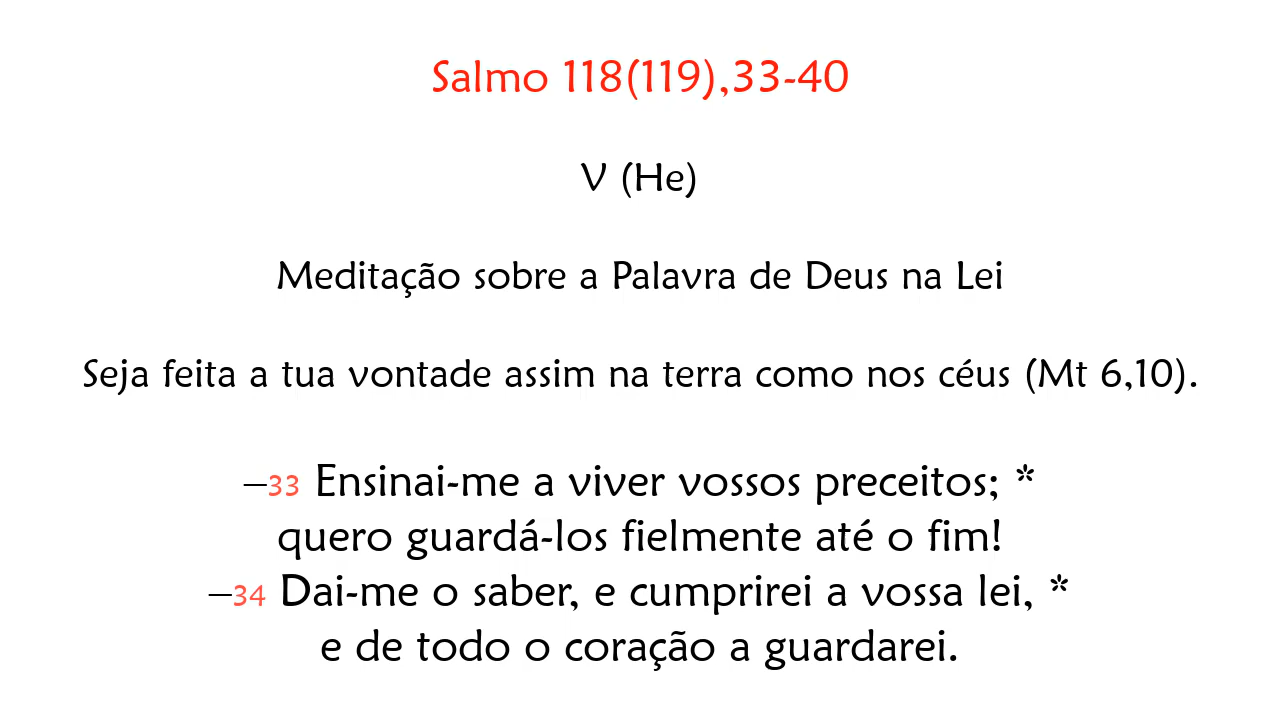 Salmo 118(119),33-40
V (He)
Meditação sobre a Palavra de Deus na Lei
Seja feita a tua vontade assim na terra como nos céus (Mt 6,10).
–33 Ensinai-me a viver vossos preceitos; *
quero guardá-los fielmente até o fim!
–34 Dai-me o saber, e cumprirei a vossa lei, *
e de todo o coração a guardarei.